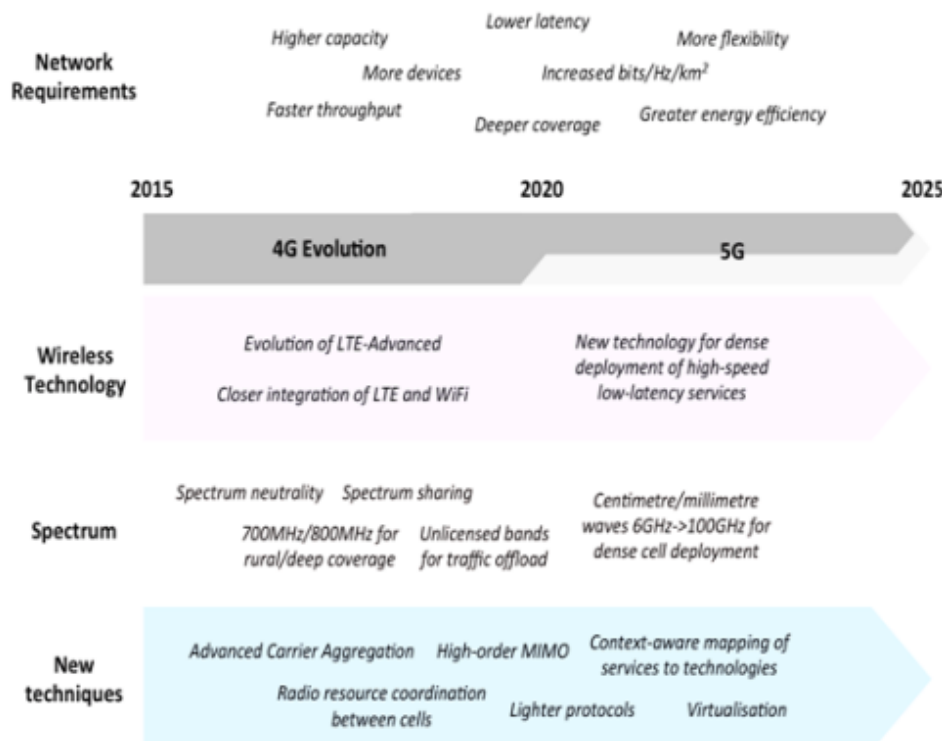 Network
Requirements
Higher capacity
Lower latency
More flexibility
More devices
Increased bits/Hz/km²
Faster throughput
Deeper coverage
Greater energy efficiency
2015
2020
2025
4G Evolution
5G
Wireless
Technology
Evolution of LTE-Advanced
Closer integration of LTE and WiFi
New technology for dense
deployment of high-speed
low-latency services
Spectrum
Spectrum neutrality
Spectrum sharing
700MHz/800MHz for
rural/deep coverage
Unlicensed bands
for traffic offload
Centimetre/millimetre
waves 6GHz->100GHz for
dense cell deployment
New
techniques
Advanced Carrier Aggregation
High-order MIMO
Context-aware mapping of
services to technologies
Radio resource coordination
between cells
Lighter protocols
Virtualisation